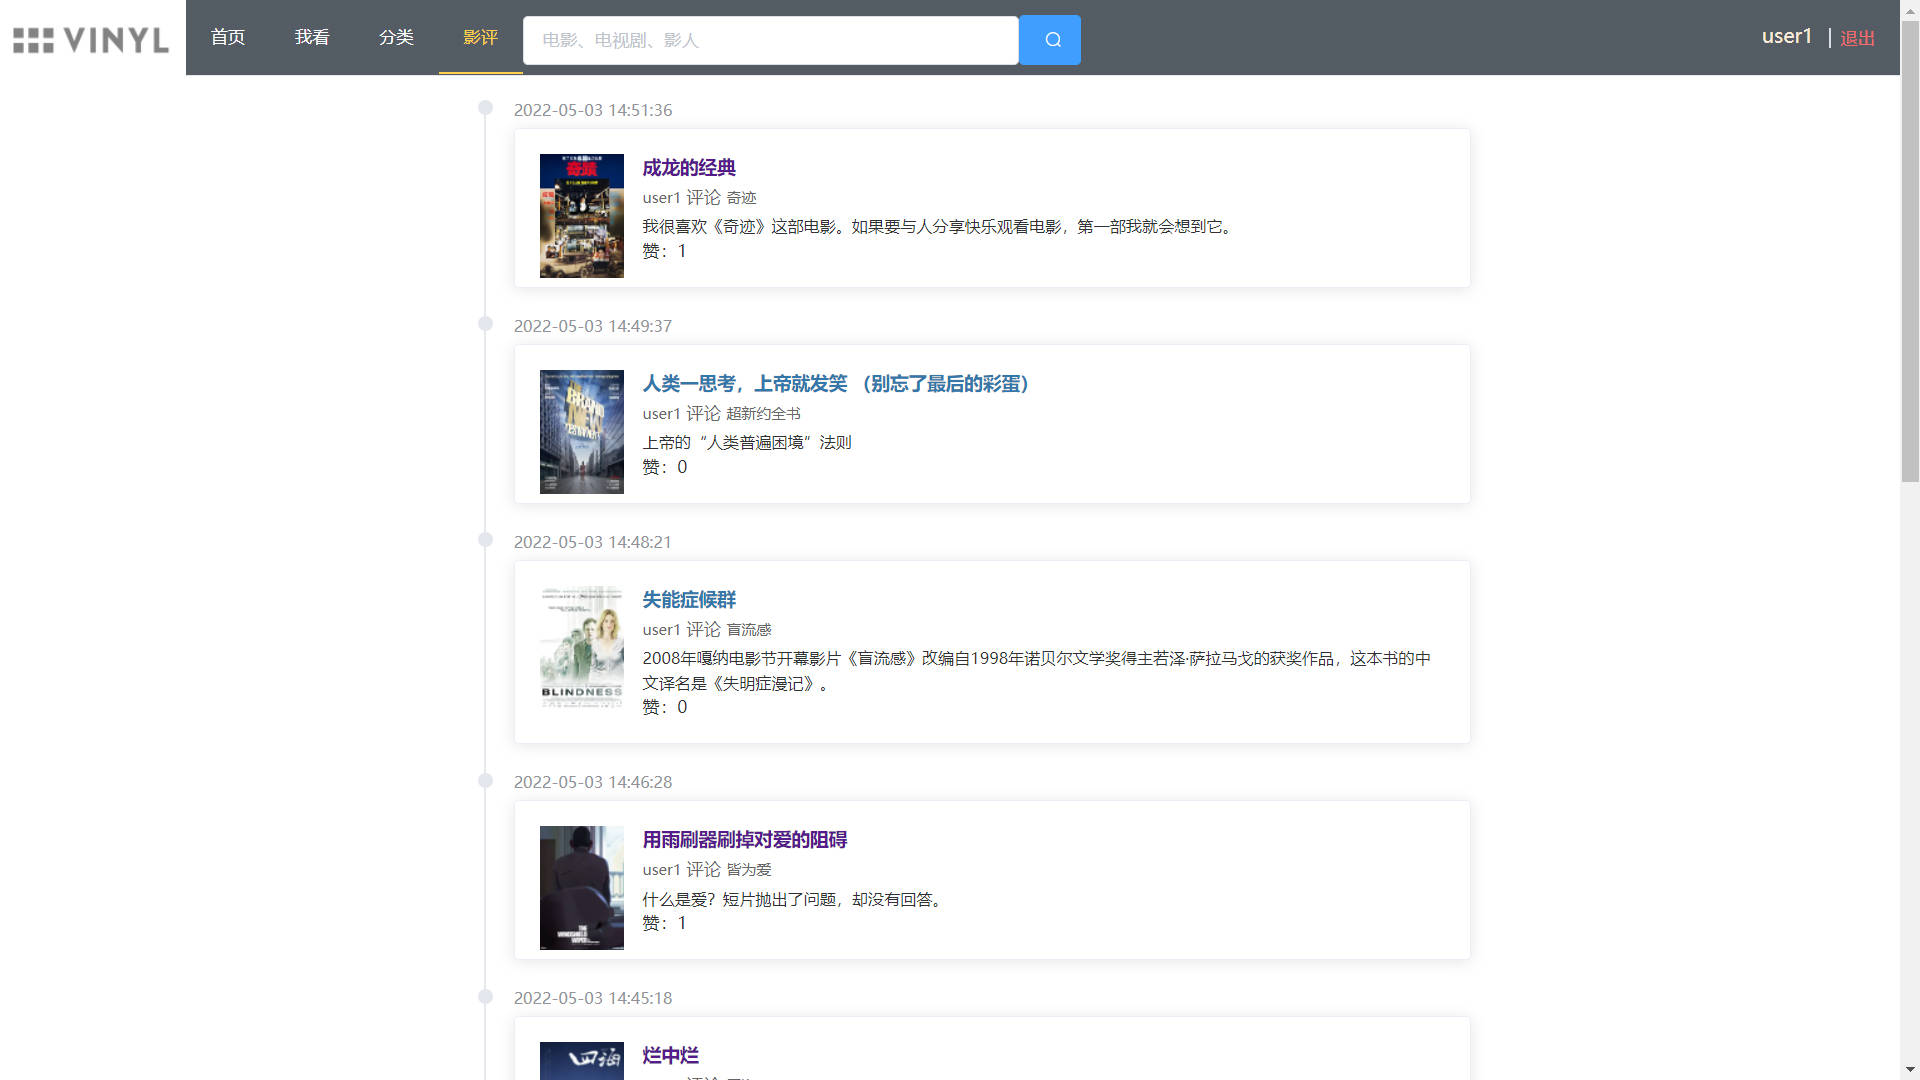 VINYL
首页 我看 分类 影评 电影、电视剧、影人 user1 | 退出
2022-05-03 14:51:36
奇蹟
成龙的经典
user1 评论 奇迹
我很喜欢《奇迹》这部电影。如果要与人分享快乐观看电影，第一部我就会想到它。
赞：1
2022-05-03 14:49:37
BRAND NEW TESTAMENT
人类一思考，上帝就发笑 （别忘了最后的彩蛋）
user1 评论 超新约全书
上帝的“人类普遍困境”法则
赞：0
2022-05-03 14:48:21
BLINDNESS
失能症候群
user1 评论 盲流感
2008年嘎纳电影节开幕影片《盲流感》改编自1998年诺贝尔文学奖得主若泽·萨拉马戈的获奖作品，这本书的中
文译名是《失明症漫记》。
赞：0
2022-05-03 14:46:28
THE
WINDSHIELD
WIPER
用雨刷器刷掉对爱的阻碍
user1 评论 皆为爱
什么是爱？短片抛出了问题，却没有回答。
赞：1
2022-05-03 14:45:18
四海
烂中烂